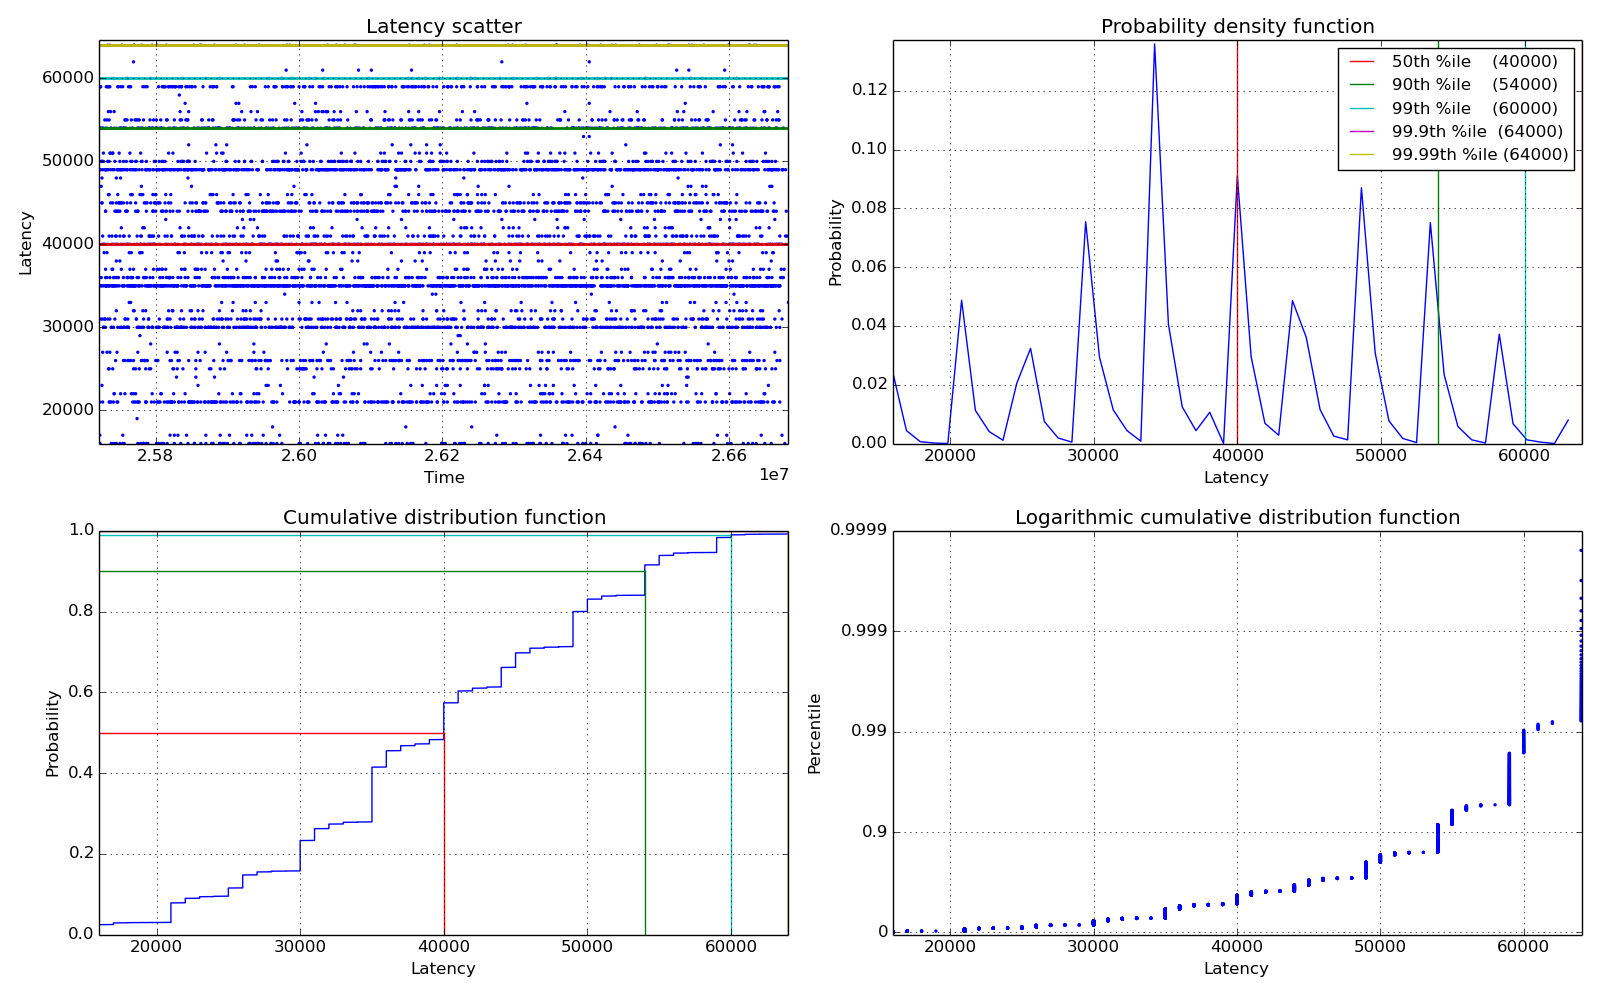 Latency scatter
60000
50000
40000
30000
20000
Latency
2.58
2.60
2.62
2.64
2.66
1e7
Time
Probability density function
50th %ile (40000)
90th %ile (54000)
99th %ile (60000)
99.9th %ile (64000)
99.99th %ile (64000)
0.12
0.10
0.08
0.06
0.04
0.02
0.00
Probability
20000
30000
40000
50000
60000
Latency
Cumulative distribution function
1.0
0.8
0.6
0.4
0.2
0.0
Probability
20000
30000
40000
50000
60000
Latency
Logarithmic cumulative distribution function
0.9999
0.999
0.99
0.9
0
Percentile
20000
30000
40000
50000
60000
Latency